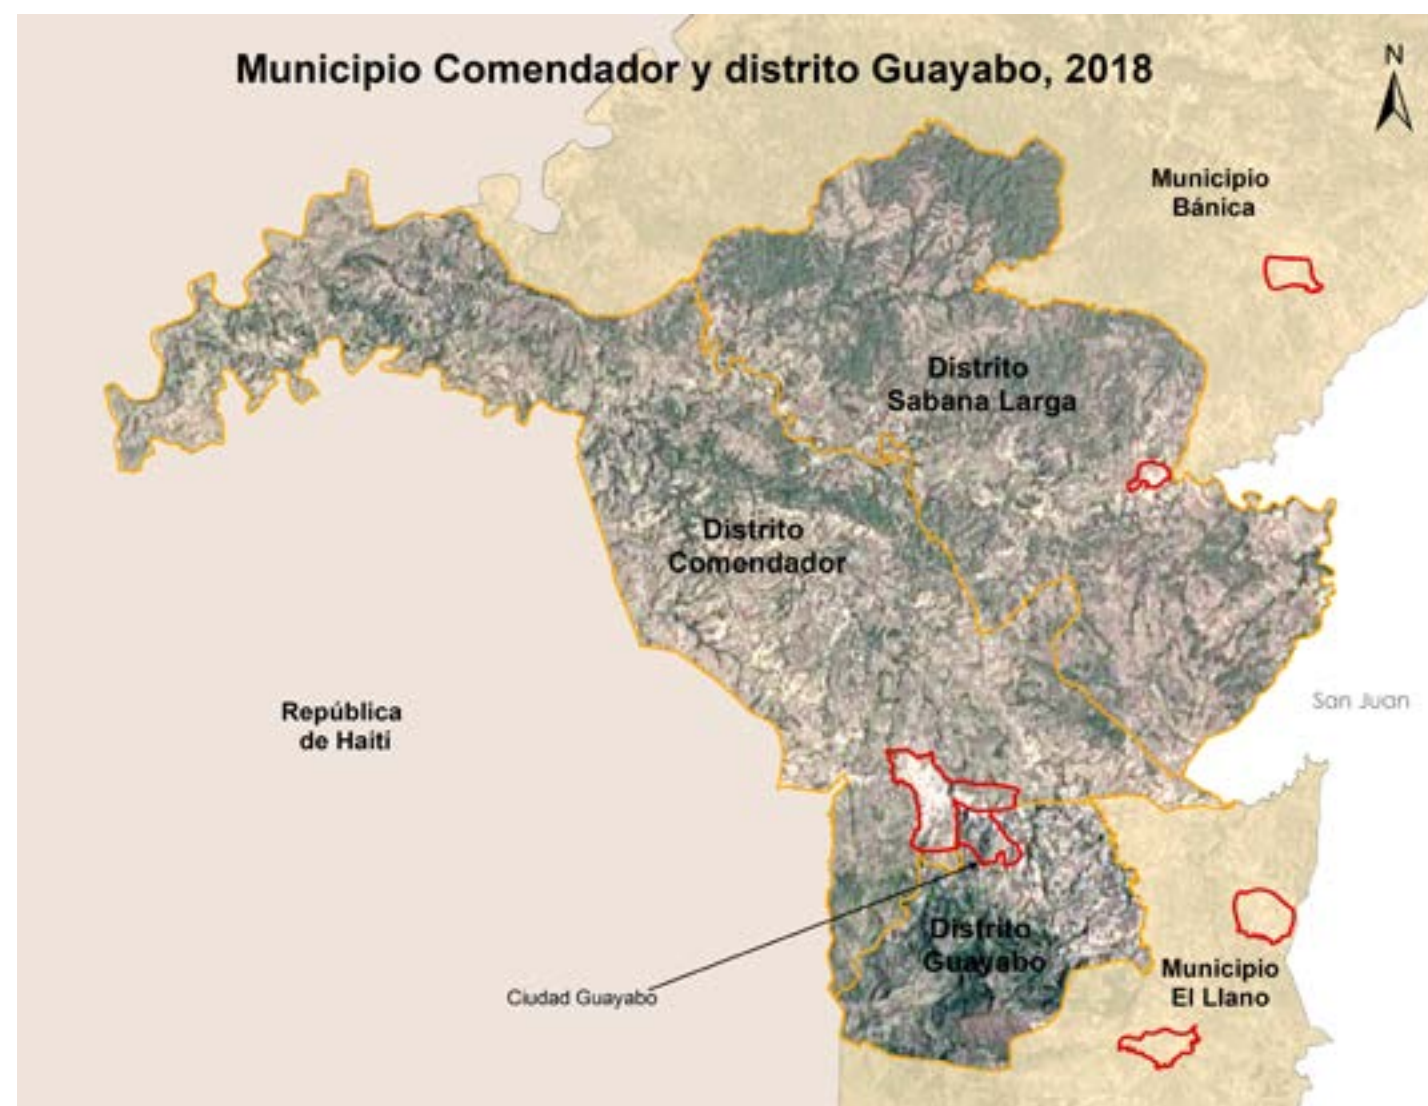 Municipio Comendador y distrito Guayabo, 2018
N
Municipio
Bánica
Distrito
Sabana Larga
Distrito
Comendador
San Juan
República
de Haití
Distrito
Guayabo
Municipio
El Llano
Ciudad Guayabo